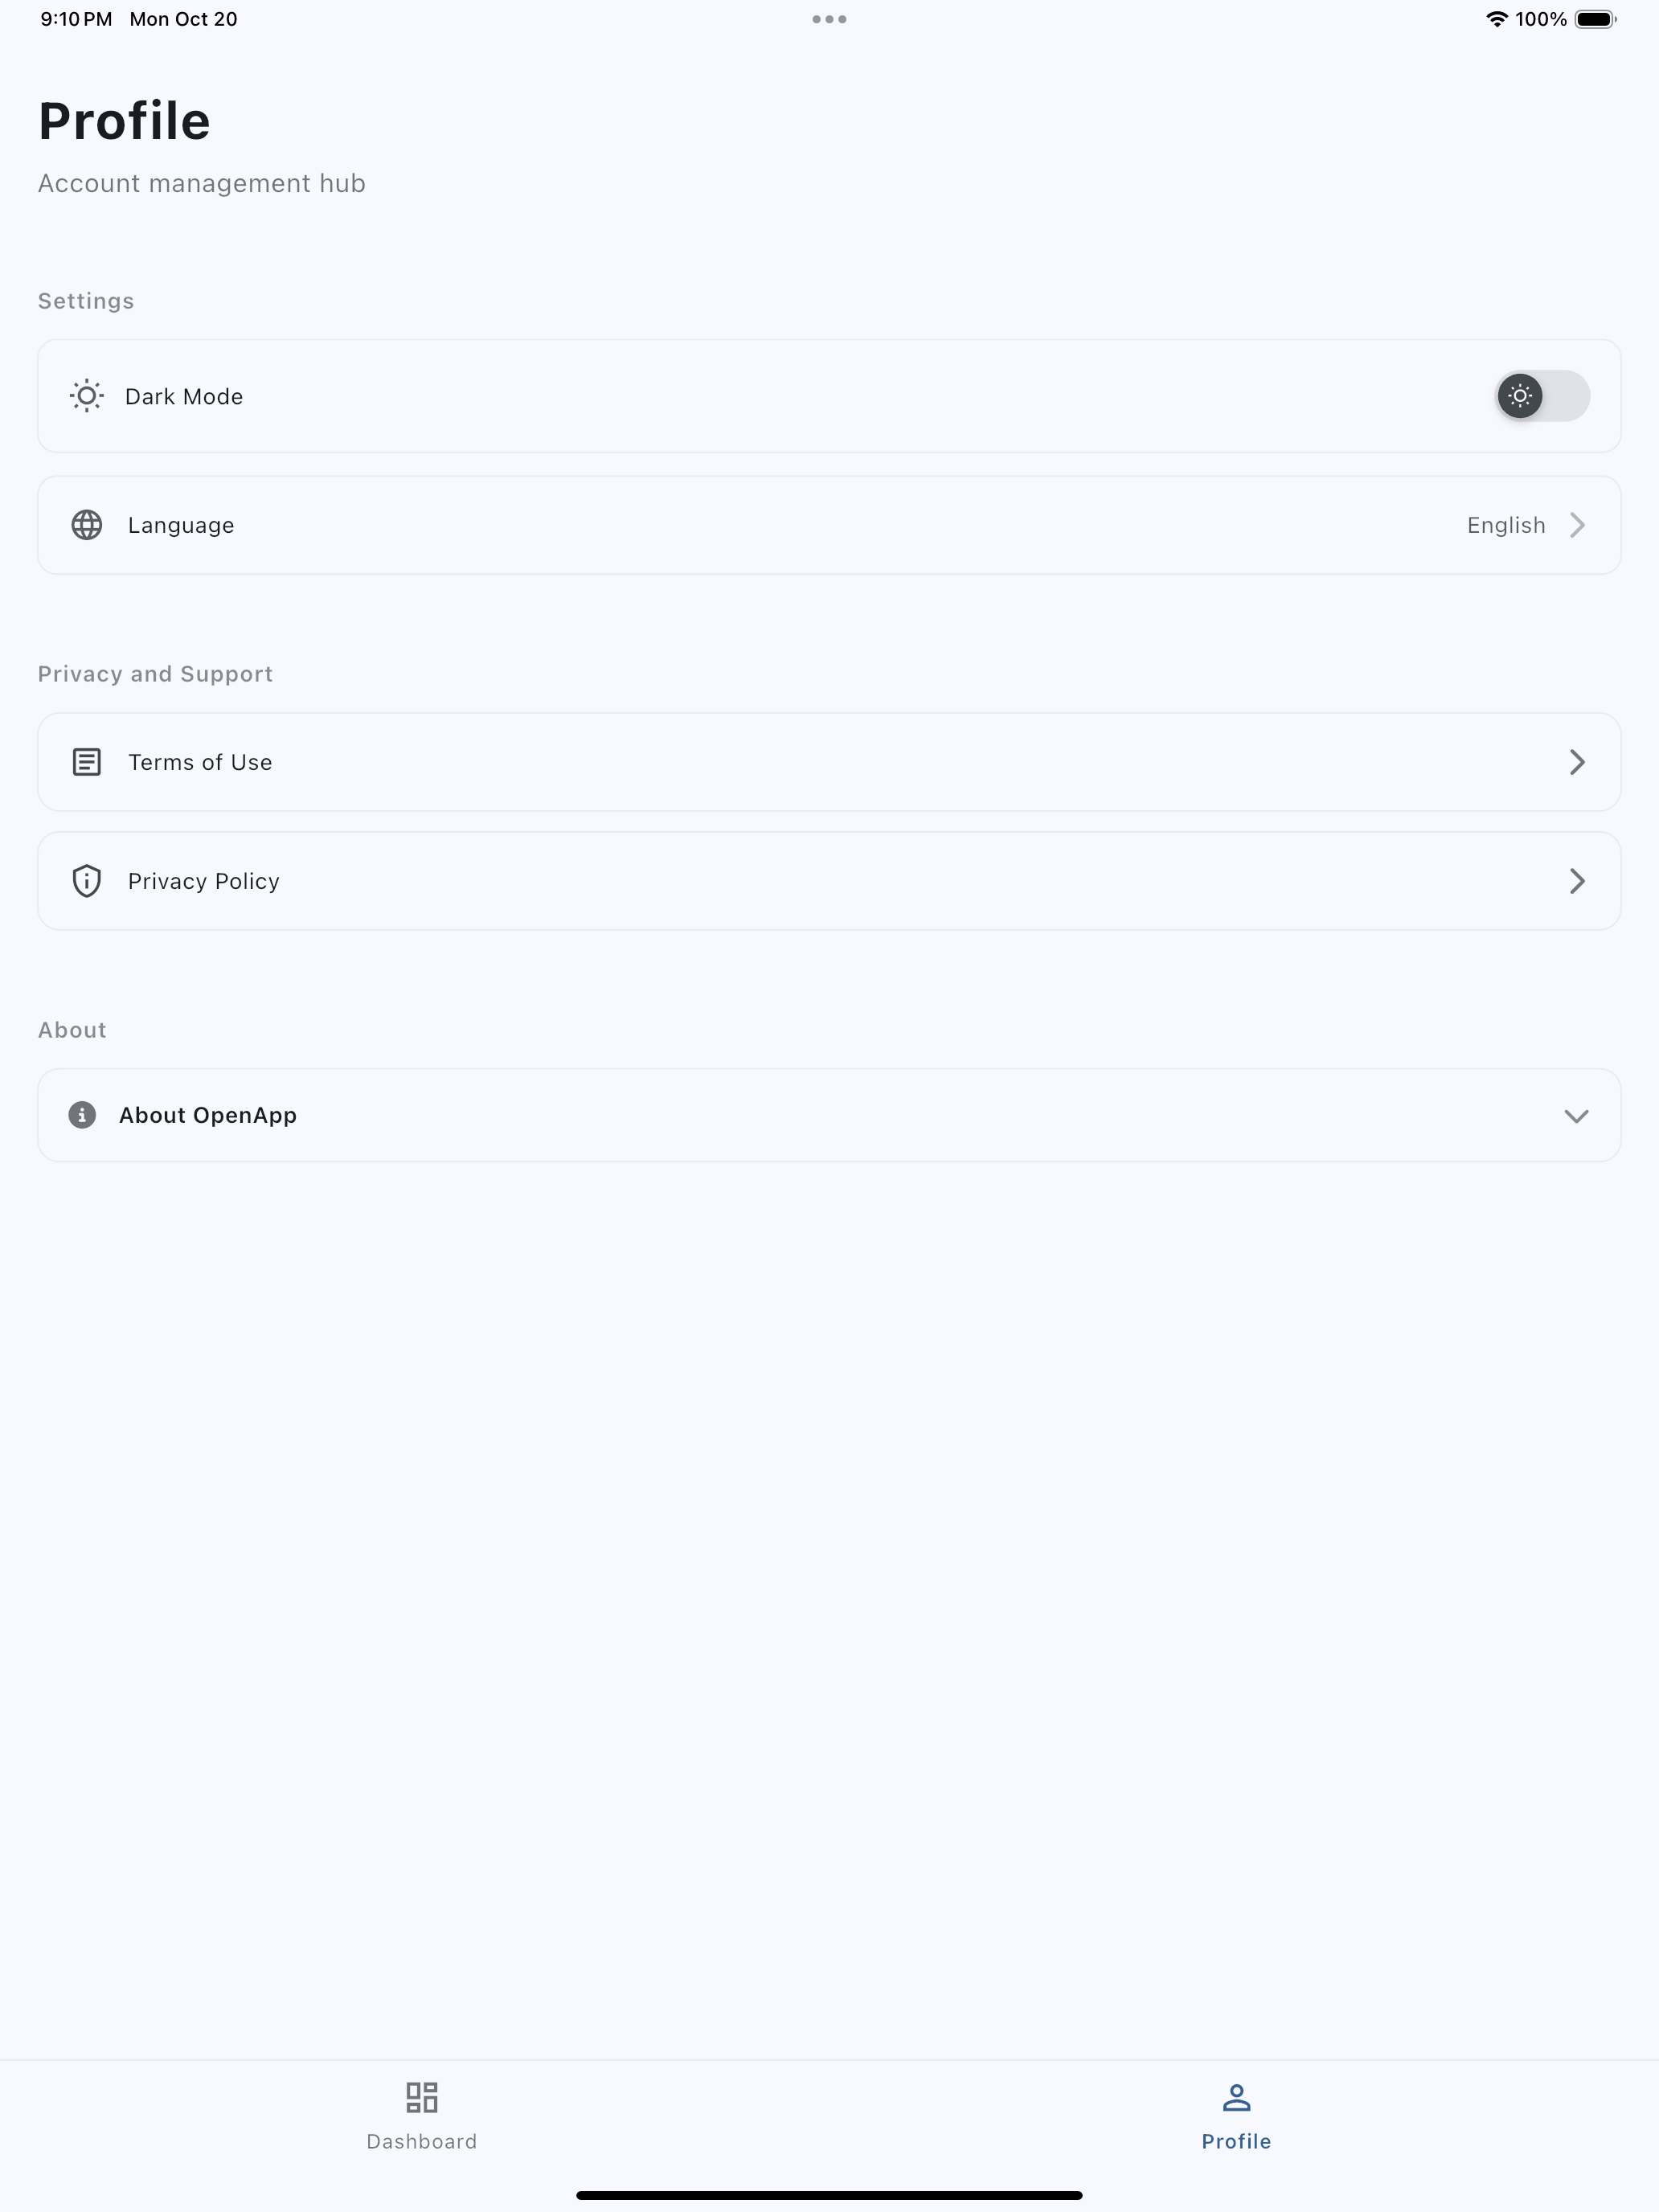 9:10 PM Mon Oct 20 100%
Profile
Account management hub
Settings
Dark Mode
Language English
Privacy and Support
Terms of Use
Privacy Policy
About
About OpenApp
Dashboard Profile